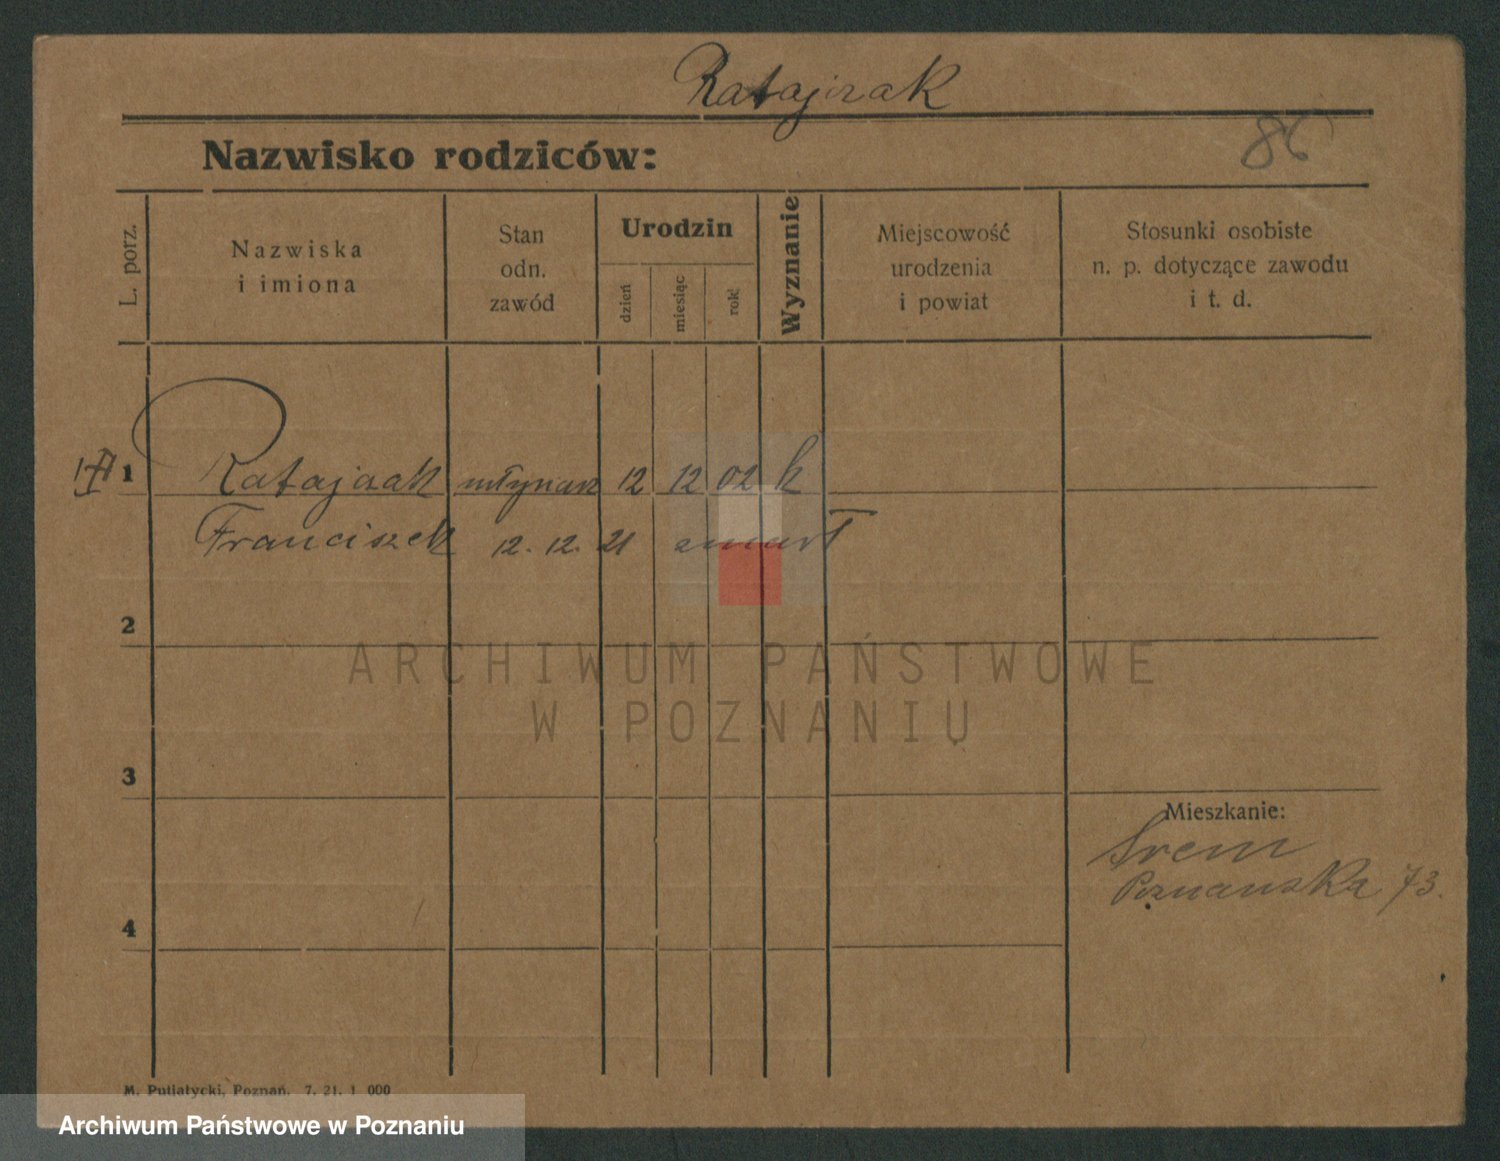 Ratajczak
Nazwisko rodziców:
86
L. porz.
Nazwiska
i imiona
Stan
odn.
zawód
Urodzin
dzień
miesiąc
rok
Wyznanie
Miejscowość
urodzenia
i powiat
Stosunki osobiste
n. p. dotyczące zawodu
i t. d.
1 Ratajczak młynarz 12 12 02 k
Franciszek 12. 12. 21 zmarł
2
ARCHIWUM PAŃSTWOWE
W POZNANIU
3
Mieszkanie:
Śrem
Poznańska 73.
4
M. Putiatycki, Poznań. 7. 21. 1 000
Archiwum Państwowe w Poznaniu